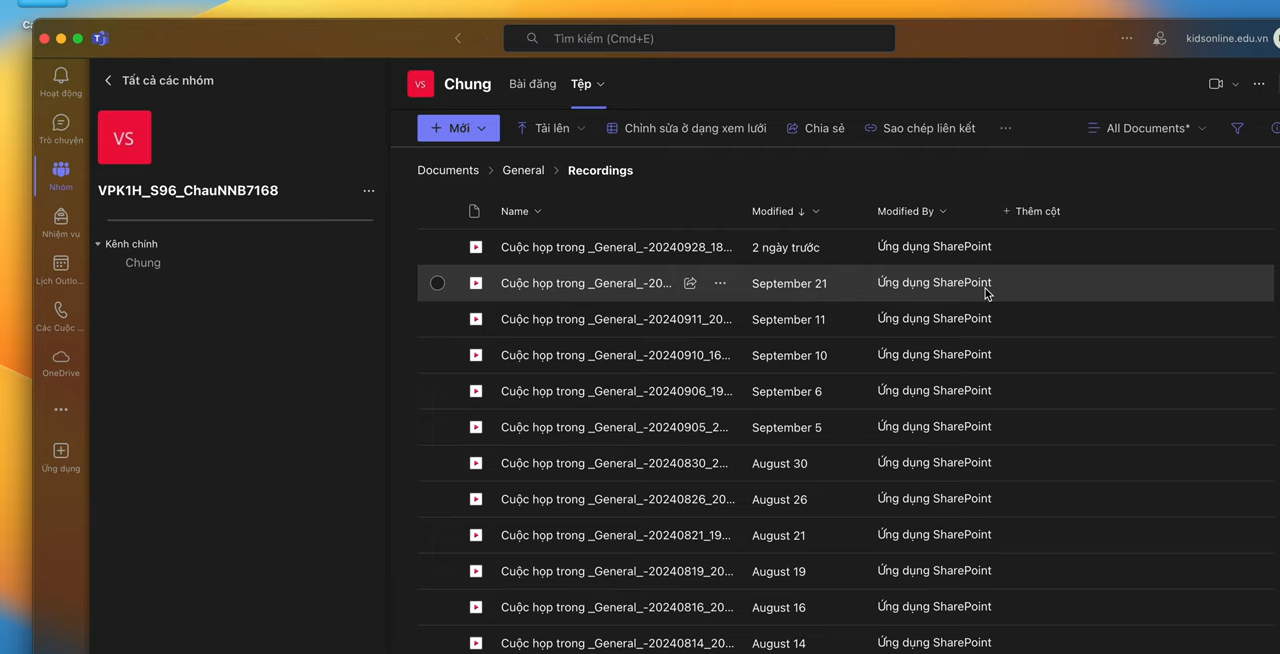 Tìm kiếm (Cmd+E)
kidsonline.edu.vn
Hoạt động
Trò chuyện
Nhóm
Nhiệm vụ
Lịch Outlo...
Các Cuộc ...
OneDrive
Ứng dụng
Tất cả các nhóm
VS
VPK1H_S96_ChauNNB7168
Kênh chính
Chung
VS Chung Bài đăng Tệp
Mới Tải lên Chỉnh sửa ở dạng xem lưới Chia sẻ Sao chép liên kết ... All Documents*
Documents > General > Recordings
Name Modified Modified By + Thêm cột
Cuộc họp trong _General_-20240928_18... 2 ngày trước Ứng dụng SharePoint
Cuộc họp trong _General_-20... September 21 Ứng dụng SharePoint
Cuộc họp trong _General_-20240911_20... September 11 Ứng dụng SharePoint
Cuộc họp trong _General_-20240910_16... September 10 Ứng dụng SharePoint
Cuộc họp trong _General_-20240906_19... September 6 Ứng dụng SharePoint
Cuộc họp trong _General_-20240905_2... September 5 Ứng dụng SharePoint
Cuộc họp trong _General_-20240830_2... August 30 Ứng dụng SharePoint
Cuộc họp trong _General_-20240826_20... August 26 Ứng dụng SharePoint
Cuộc họp trong _General_-20240821_19... August 21 Ứng dụng SharePoint
Cuộc họp trong _General_-20240819_20... August 19 Ứng dụng SharePoint
Cuộc họp trong _General_-20240816_20... August 16 Ứng dụng SharePoint
Cuộc họp trong _General_-20240814_20... August 14 Ứng dụng SharePoint